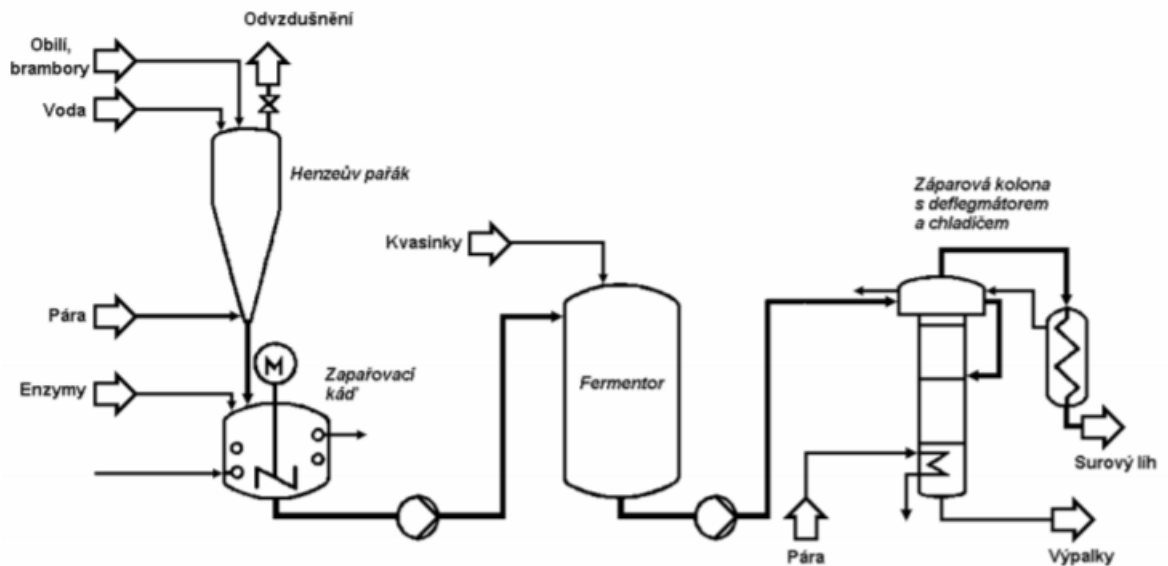 Odvzdušnění
Obilí,
brambory
Voda
Henzeův pařák
Pára
Enzymy
M
Zapařovací
káď
Kvasinky
Fermentor
Záparová kolona
s deflegmátorem
a chladičem
Surový líh
Pára
Výpalky